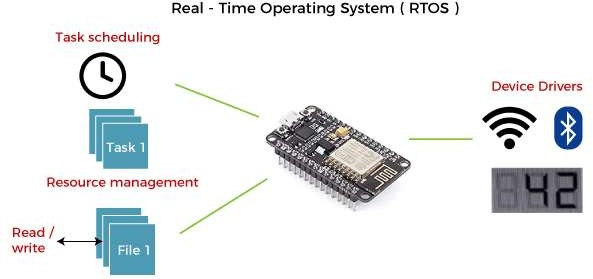 Real - Time Operating System ( RTOS )
Task scheduling
Task 1
Resource management
Read /
write
File 1
Device Drivers
42